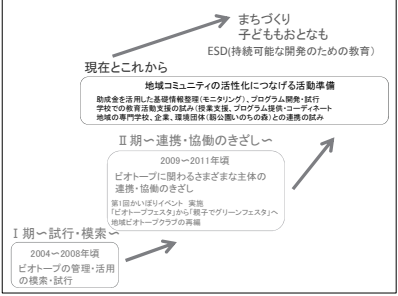 まちづくり
子どももおとなも
ESD(持続可能な開発のための教育)
現在とこれから
地域コミュニティの活性化につなげる活動準備
助成金を活用した基礎情報整理(モニタリング)、プログラム開発・試行
学校での教育活動支援の試み(授業支援、プログラム提供・コーディネート
地域の専門学校、企業、環境団体(鶴公園いのちの森)との連携の試み
Ⅱ期〜連携・協働のきざし〜
2009〜2011年頃
ビオトープに関わるさまざまな主体の
連携・協働のきざし
第1回かいぼりイベント 実施
「ビオトープフェスタ」から「親子でグリーンフェスタ」へ
地域ビオトープクラブの再編
Ⅰ期〜試行・模索〜
2004〜2008年頃
ビオトープの管理・活用
の模索・試行